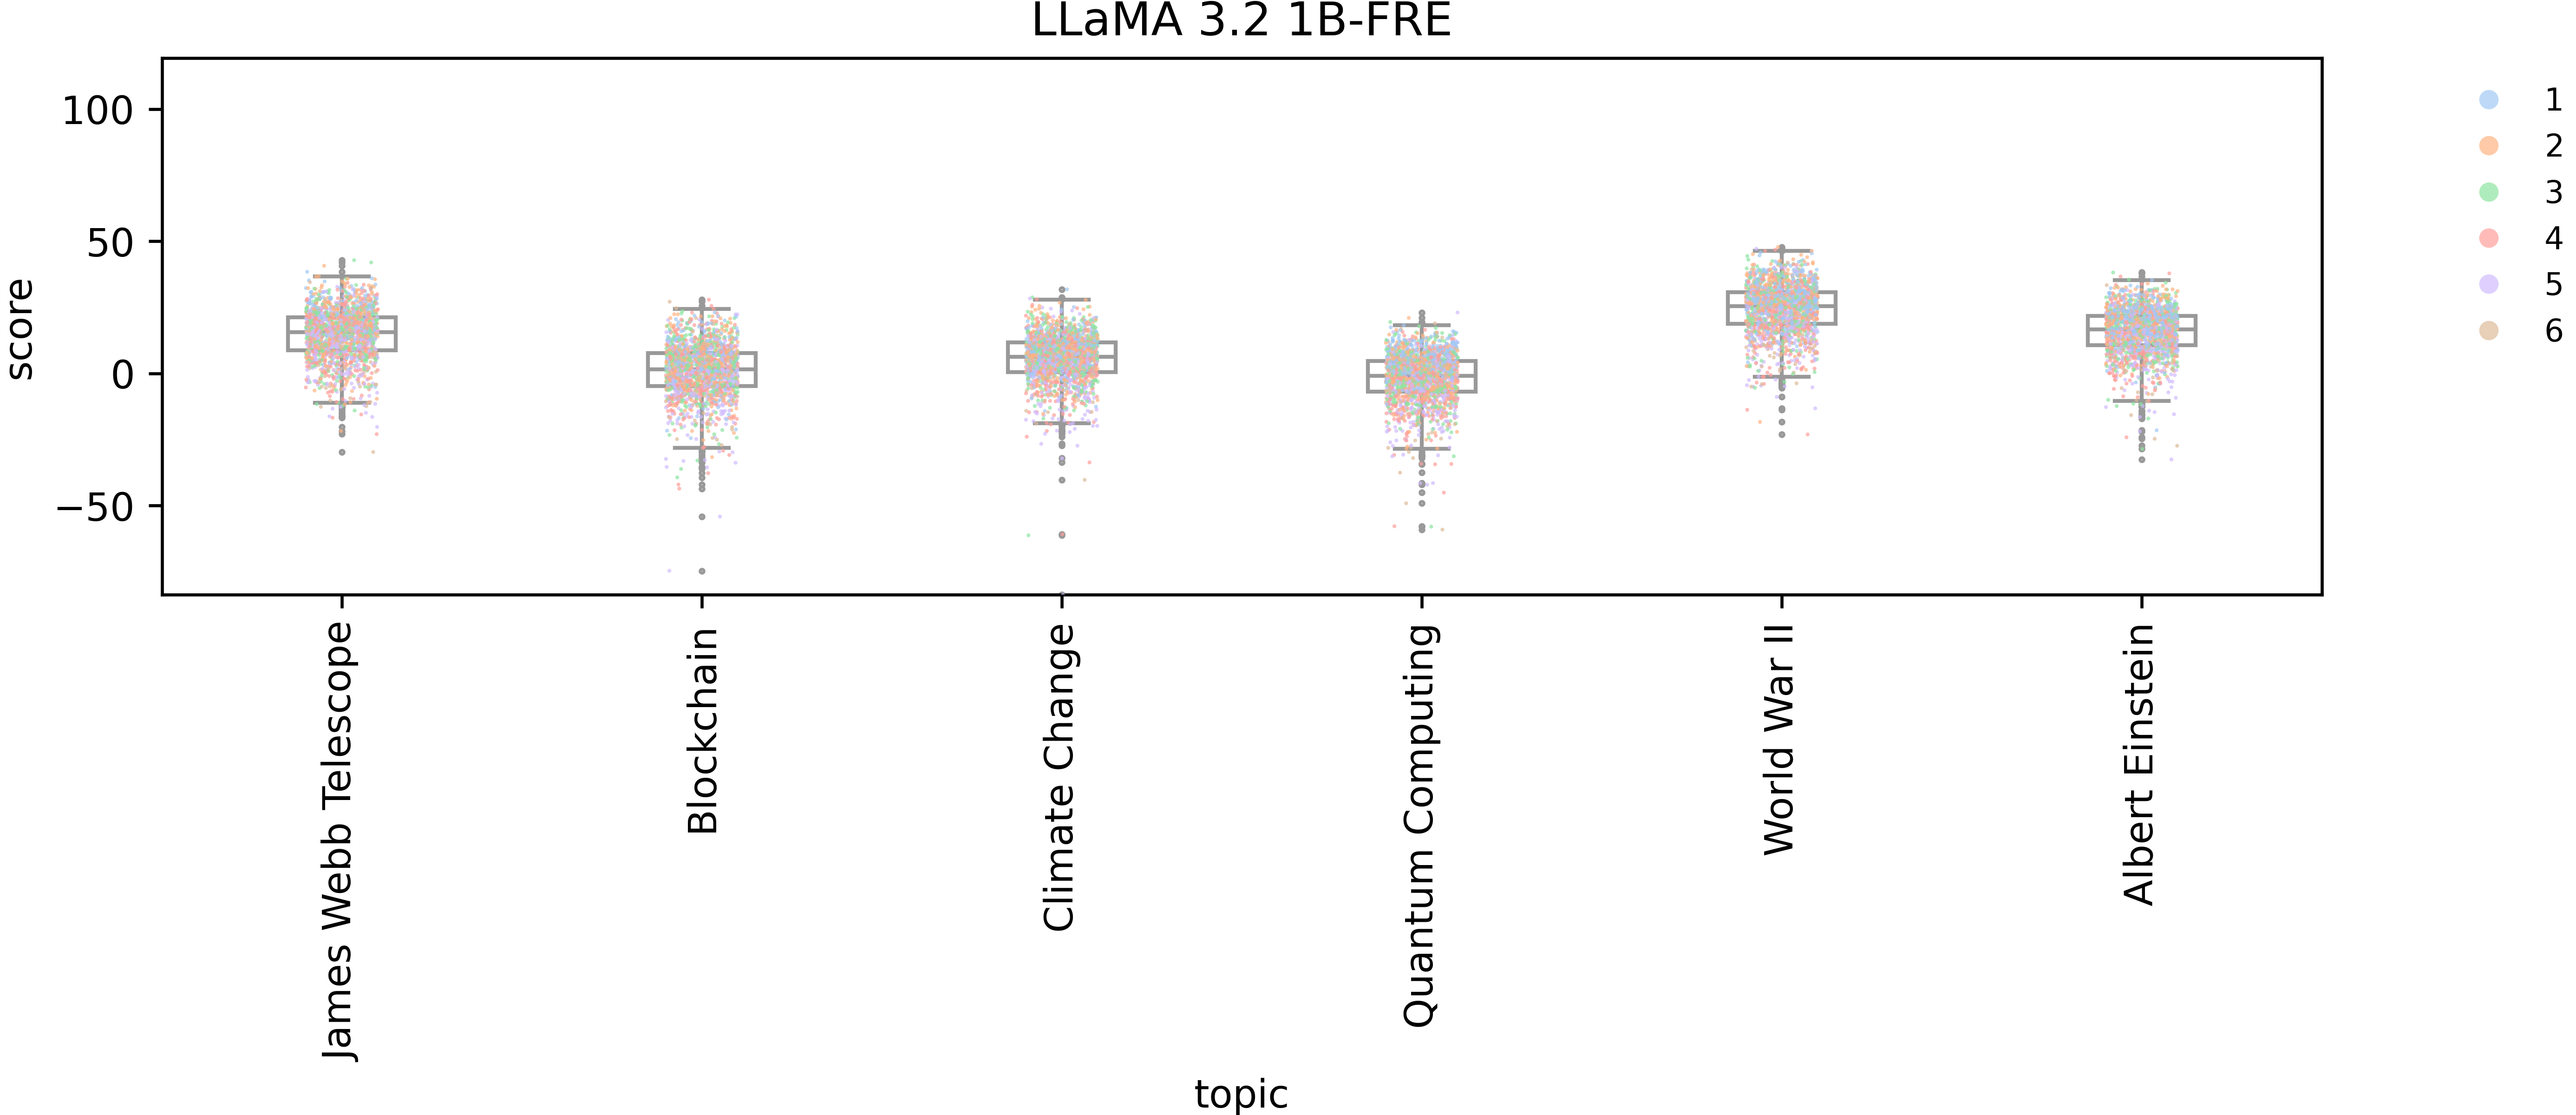 LLaMA 3.2 1B-FRE
score
100
50
0
−50
James Webb Telescope
Blockchain
Climate Change
Quantum Computing
World War II
Albert Einstein
topic
1
2
3
4
5
6